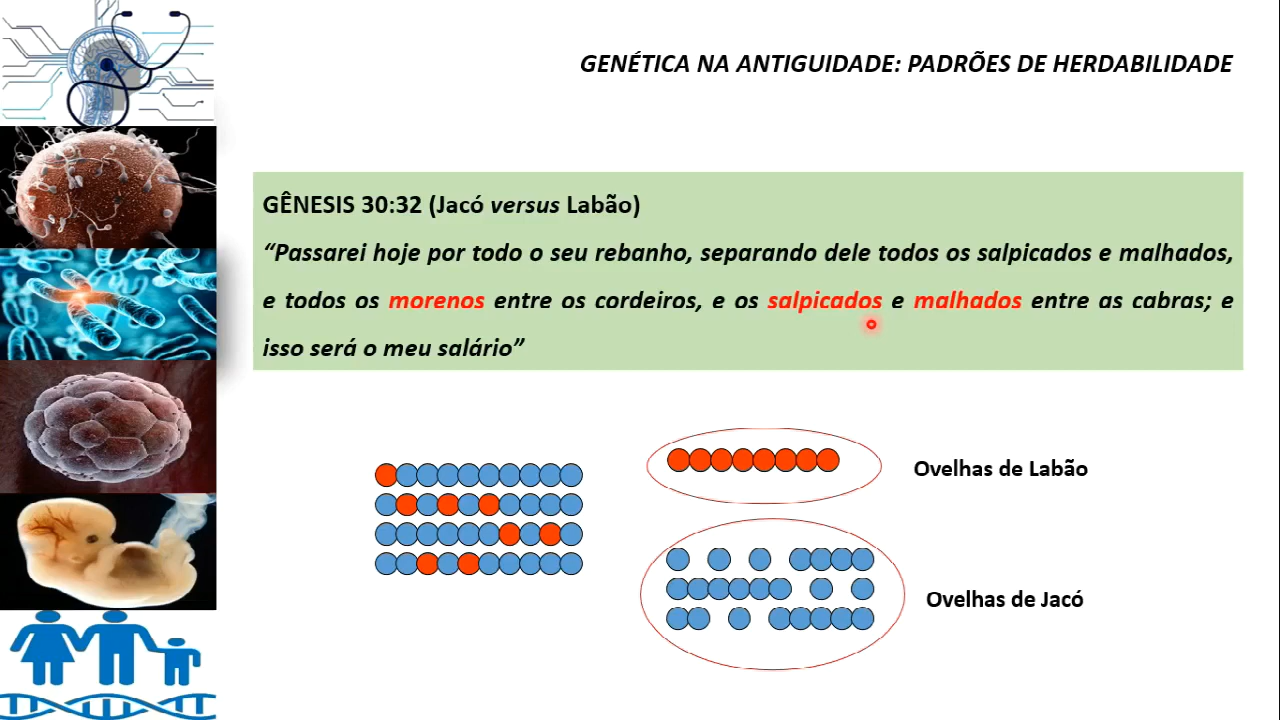 GENÉTICA NA ANTIGUIDADE: PADRÕES DE HERDABILIDADE
GÊNESIS 30:32 (Jacó versus Labão)
“Passarei hoje por todo o seu rebanho, separando dele todos os salpicados e malhados,
e todos os morenos entre os cordeiros, e os salpicados e malhados entre as cabras; e
isso será o meu salário”
Ovelhas de Labão
Ovelhas de Jacó